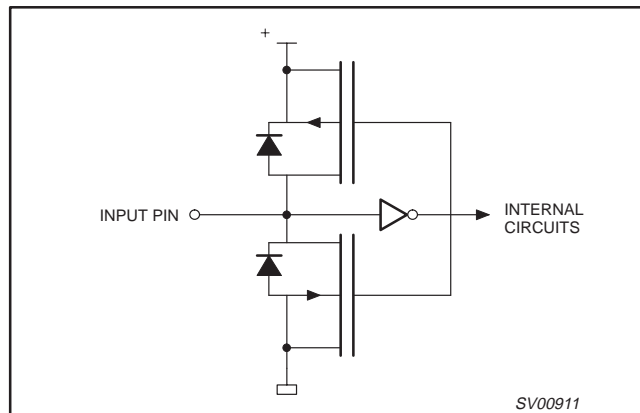 +
INPUT PIN
INTERNAL
CIRCUITS
SV00911